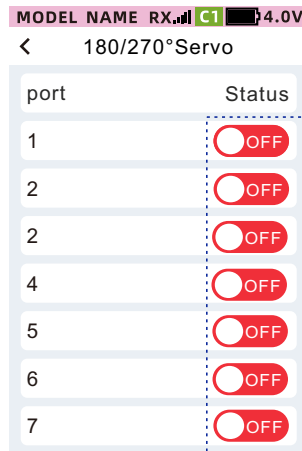 MODEL NAME RX C1 4.0V
180/270°Servo
port Status
1 OFF
2 OFF
2 OFF
4 OFF
5 OFF
6 OFF
7 OFF